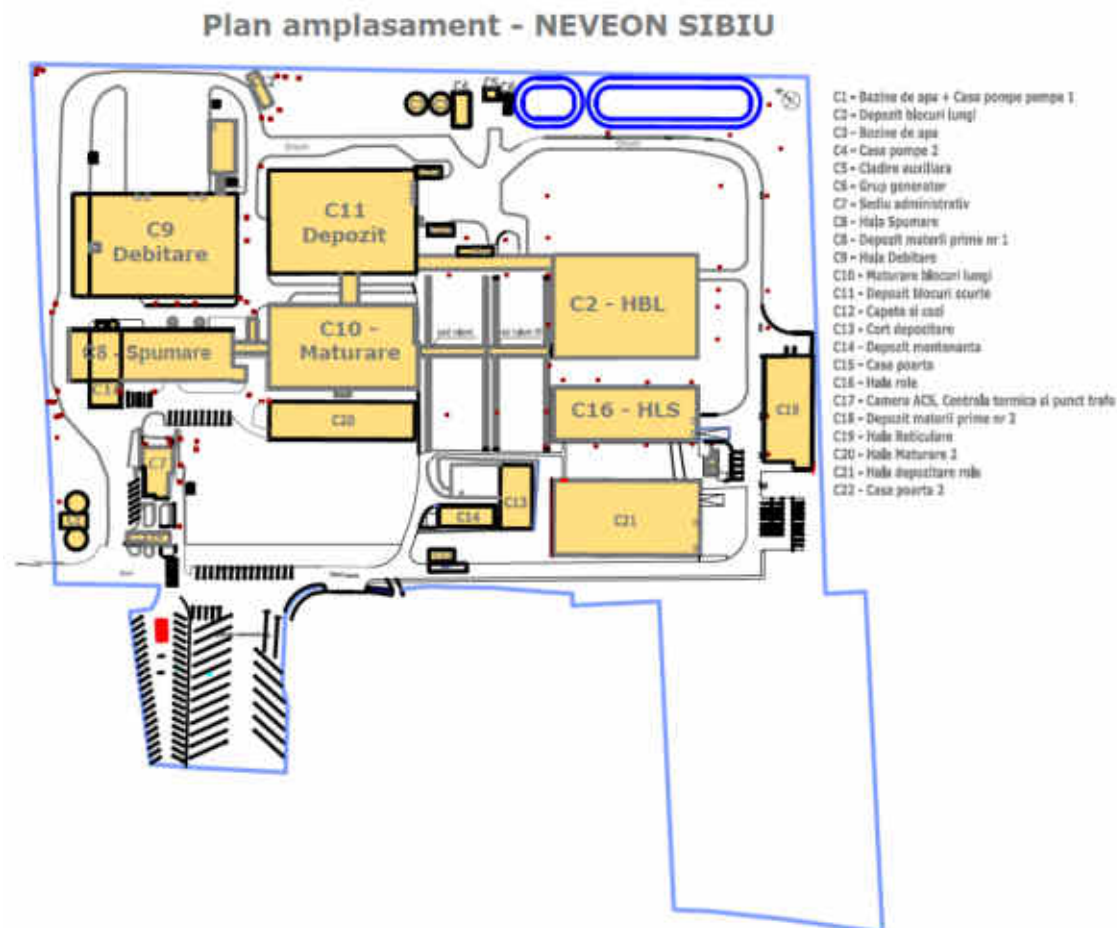 Plan amplasament - NEVEON SIBIU
C1 - Bazine de apa + Casa pompe pompe 1
C2 - Depozit blocuri lungi
C3 - Bazine de apa
C4 - Casa pompe 2
C5 - Cladire auxiliara
C6 - Grup generator
C7 - Sediu administrativ
C8 - Hala Spumare
C8 - Depozit materii prime nr 1
C9 - Hala Debitare
C10 - Maturare blocuri lungi
C11 - Depozit blocuri scurte
C12 - Capete si cozi
C13 - Cort depozitare
C14 - Depozit mentenanta
C15 - Casa poarta
C16 - Hala role
C17 - Camera ACS, Centrala termica si punct trafo
C18 - Depozit materii prime nr 2
C19 - Hala Reticulare
C20 - Hala Maturare 2
C21 - Hala depozitare role
C22 - Casa poarta 2
C4
C11
Depozit
C9
Debitare
C2 - HBL
C10 -
Maturare
C8 - Spumare
C16 - HLS
C20
C7
C13
C14
C21